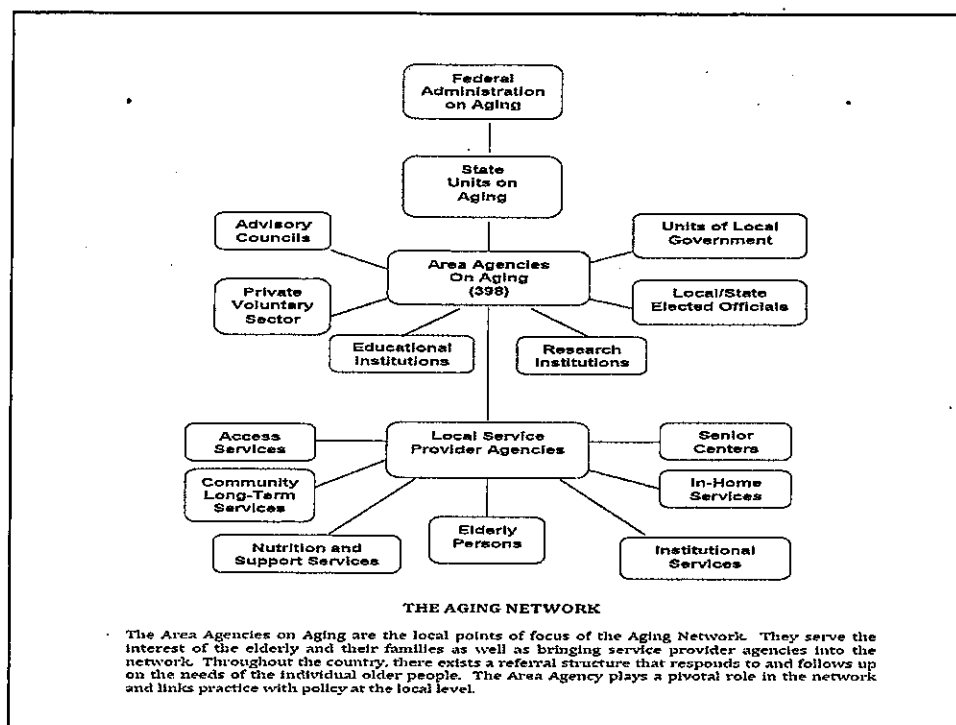 Federal
Administration
on Aging
State
Units on
Aging
Advisory
Councils
Units of Local
Government
Area Agencies
On Aging
(398)
Private
Voluntary
Sector
Local/State
Elected Officials
Educational
Institutions
Research
Institutions
Access
Services
Local Service
Provider Agencies
Senior
Centers
Community
Long-Term
Services
In-Home
Services
Nutrition and
Support Services
Elderly
Persons
Institutional
Services
THE AGING NETWORK
The Area Agencies on Aging are the local points of focus of the Aging Network. They serve the
interest of the elderly and their families as well as bringing service provider agencies into the
network. Throughout the country, there exists a referral structure that responds to and follows up
on the needs of the individual older people. The Area Agency plays a pivotal role in the network
and links practice with policy at the local level.